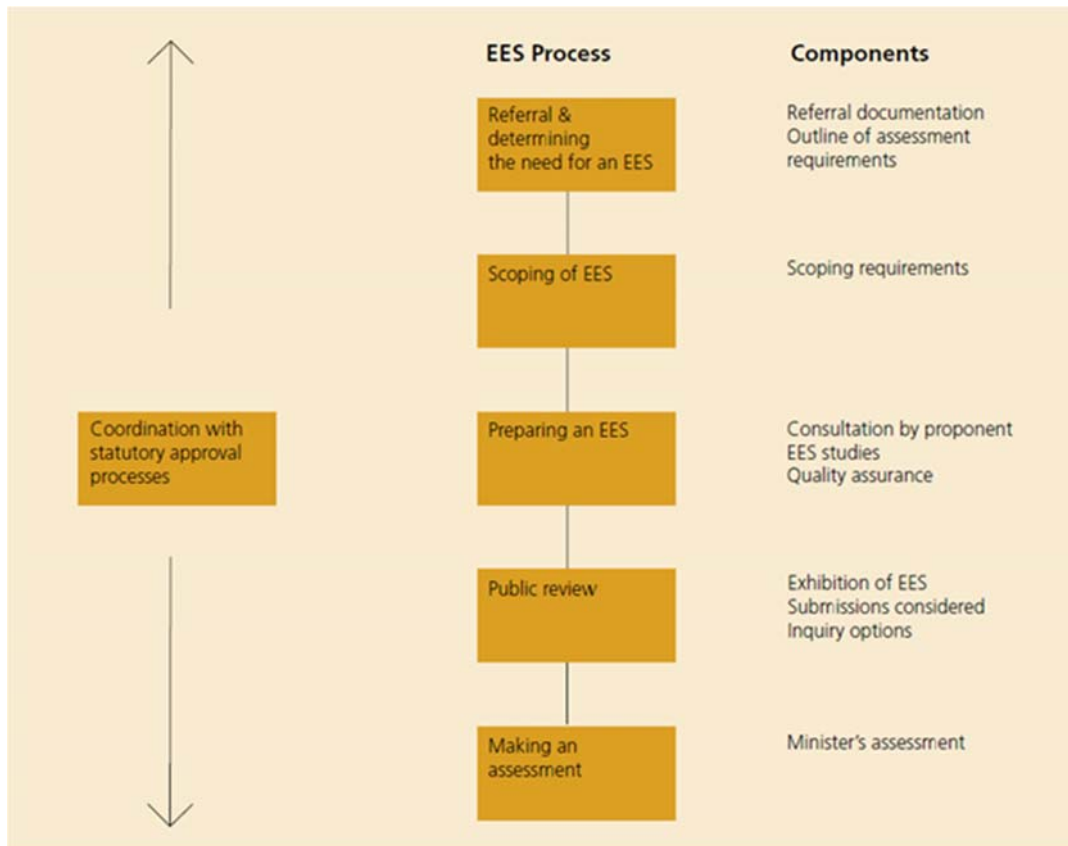 EES Process
Components
Referral &
determining
the need for an EES
Referral documentation
Outline of assessment
requirements
Scoping of EES
Scoping requirements
Coordination with
statutory approval
processes
Preparing an EES
Consultation by proponent
EES studies
Quality assurance
Public review
Exhibition of EES
Submissions considered
Inquiry options
Making an
assessment
Minister's assessment